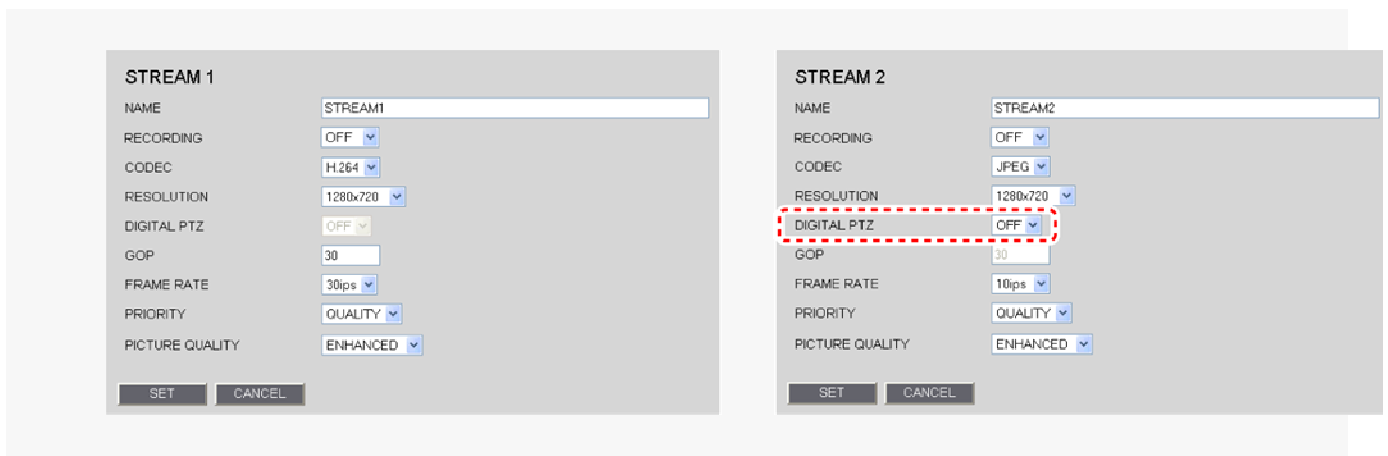 STREAM 1
NAME STREAM1
RECORDING OFF
CODEC H.264
RESOLUTION 1280x720
DIGITAL PTZ OFF
GOP 30
FRAME RATE 30ips
PRIORITY QUALITY
PICTURE QUALITY ENHANCED
SET CANCEL
STREAM 2
NAME STREAM2
RECORDING OFF
CODEC JPEG
RESOLUTION 1280x720
DIGITAL PTZ OFF
GOP 30
FRAME RATE 10ips
PRIORITY QUALITY
PICTURE QUALITY ENHANCED
SET CANCEL